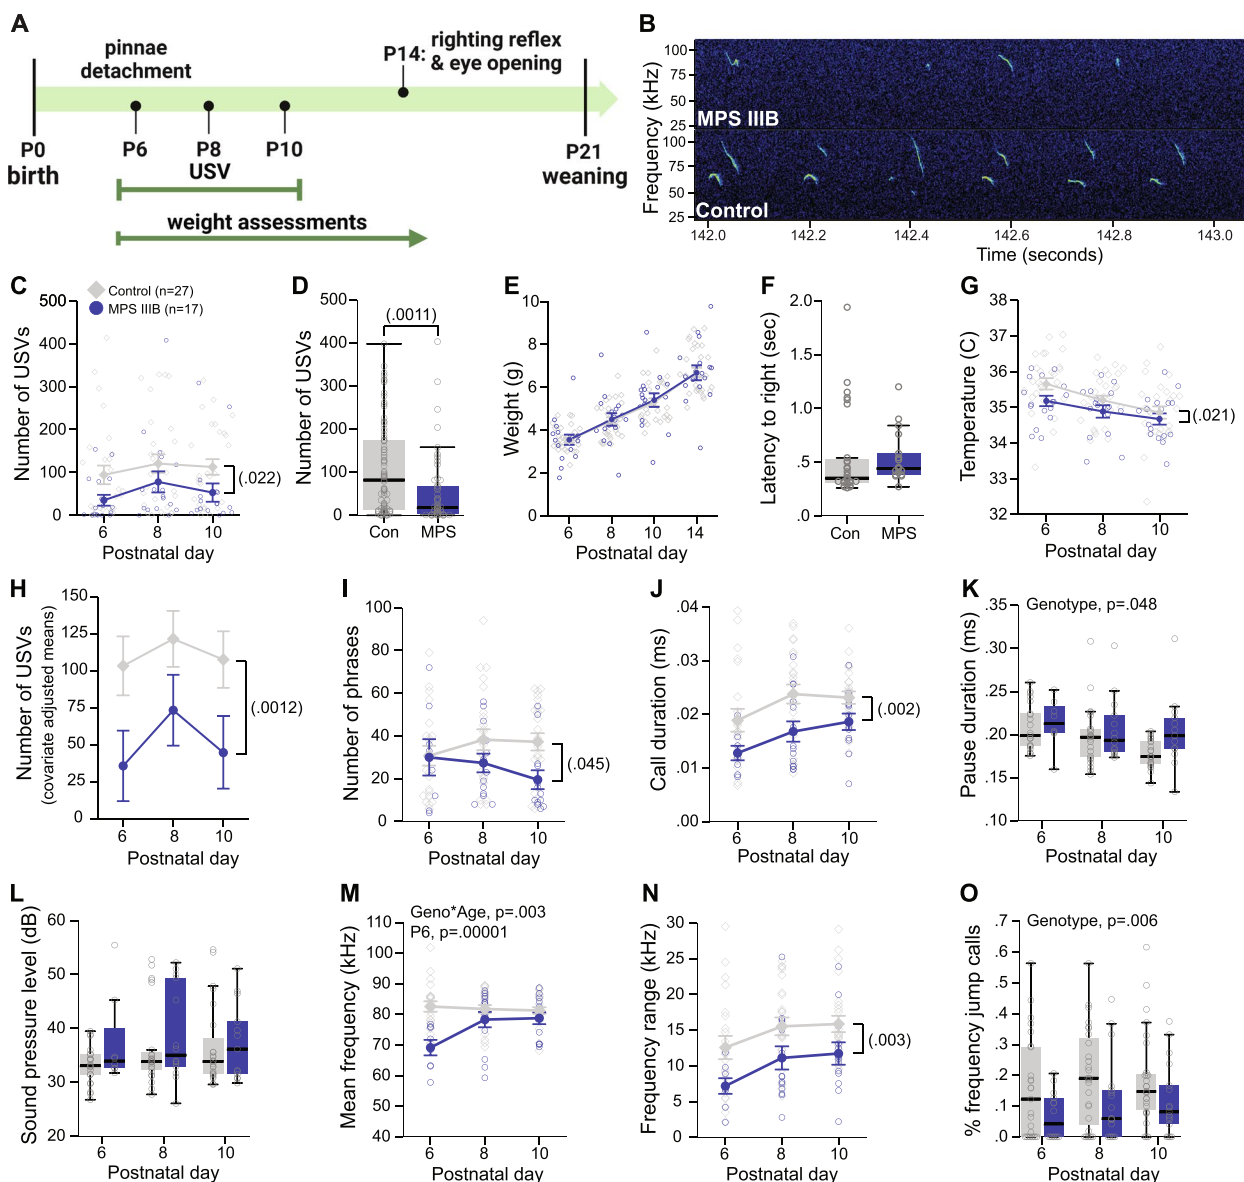 A
pinnae
detachment
righting reflex
P14: & eye opening
P6
P8
P10
USV
P0
birth
P21
weaning
weight assessments
B
Frequency (kHz)
100
75
50
25
MPS IIIB
100
75
50
25
Control
142.0
142.2
142.4
142.6
142.8
143.0
Time (seconds)
C
Control (n=27)
MPS IIIB (n=17)
Number of USVs
500
400
300
200
100
0
(.022)
6
8
10
Postnatal day
D
Number of USVs
500
400
300
200
100
0
(.0011)
Con
MPS
E
Weight (g)
10
8
6
4
2
0
6
8
10
14
Postnatal day
F
Latency to right (sec)
2.0
1.5
1.0
.5
.0
Con
MPS
G
Temperature (C)
38
37
36
35
34
33
32
(.021)
6
8
10
Postnatal day
H
Number of USVs
(covariate adjusted means)
150
125
100
75
50
25
0
(.0012)
6
8
10
Postnatal day
I
Number of phrases
100
80
60
40
20
0
(.045)
6
8
10
Postnatal day
J
Call duration (ms)
.04
.03
.02
.01
.00
(.002)
6
8
10
Postnatal day
K
Genotype, p=.048
Pause duration (ms)
.35
.30
.25
.20
.15
.10
6
8
10
Postnatal day
L
Sound pressure level (dB)
60
50
40
30
20
6
8
10
Postnatal day
M
Geno*Age, p=.003
P6, p=.00001
Mean frequency (kHz)
110
100
90
80
70
60
50
40
6
8
10
Postnatal day
N
Frequency range (kHz)
30
25
20
15
10
5
0
(.003)
6
8
10
Postnatal day
O
Genotype, p=.006
% frequency jump calls
.7
.6
.5
.4
.3
.2
.1
0
6
8
10
Postnatal day